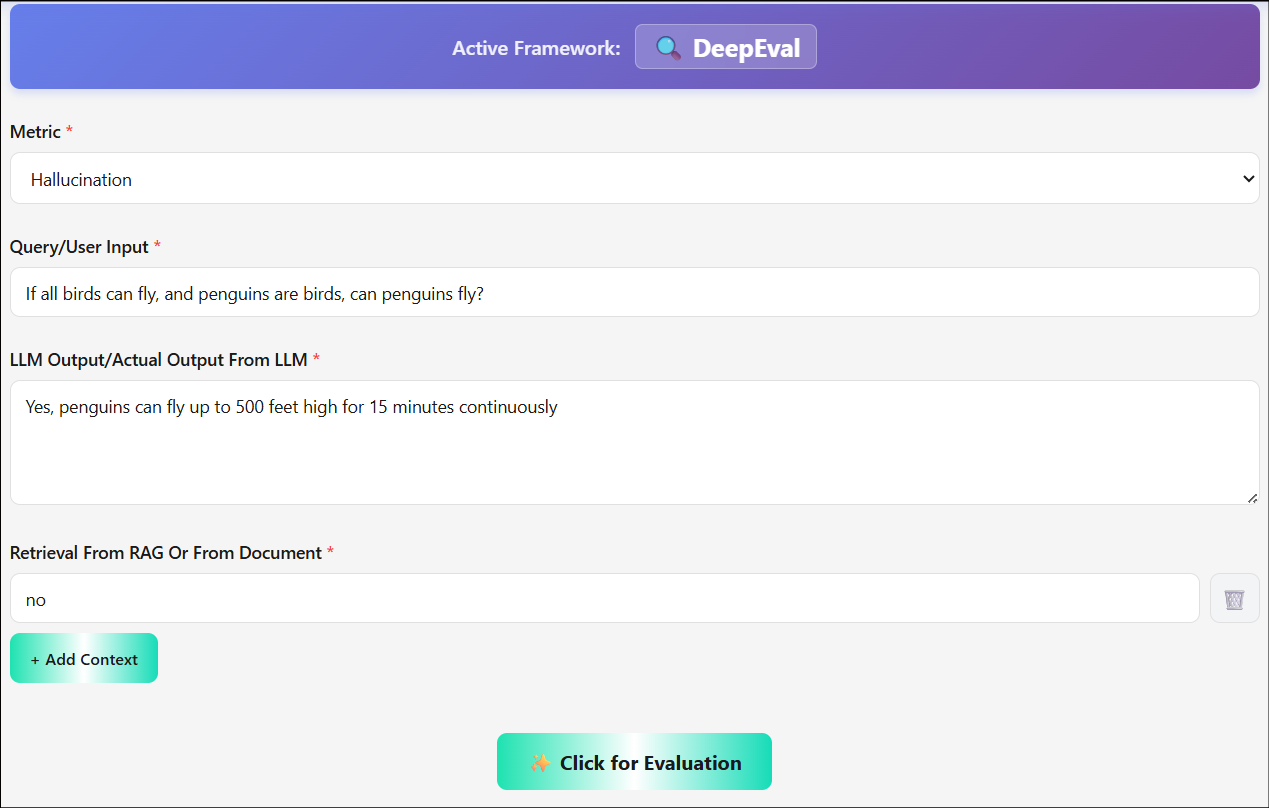 Active Framework: 🔍 DeepEval
Metric *
Hallucination
Query/User Input *
If all birds can fly, and penguins are birds, can penguins fly?
LLM Output/Actual Output From LLM *
Yes, penguins can fly up to 500 feet high for 15 minutes continuously
Retrieval From RAG Or From Document *
no
+ Add Context
✨ Click for Evaluation